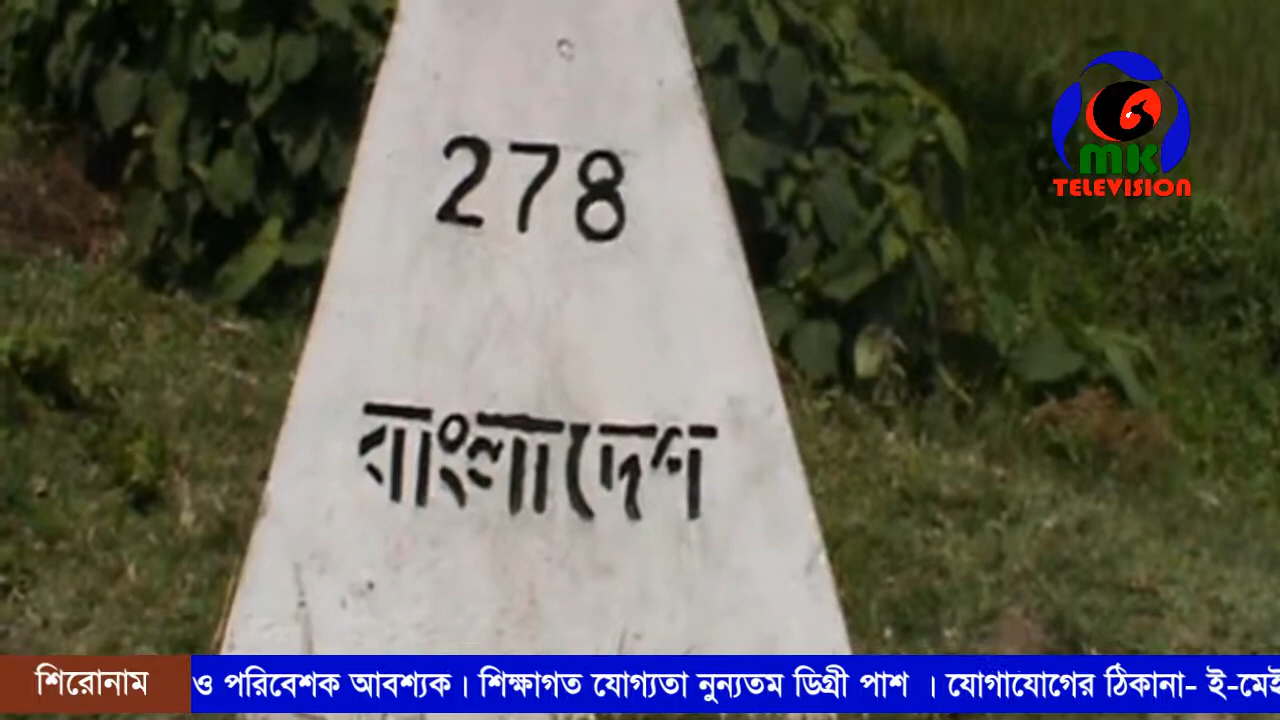 278
বাংলাদেশ
MK
TELEVISION
শিরোনাম
ও পরিবেশক আবশ্যক। শিক্ষাগত যোগ্যতা নুন্যতম ডিগ্রী পাশ । যোগাযোগের ঠিকানা- ই-মেই